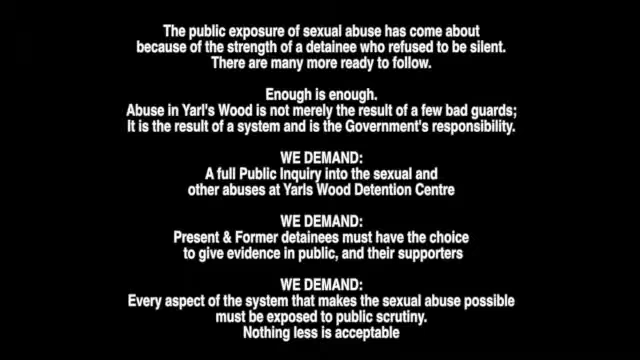 The public exposure of sexual abuse has come about
because of the strength of a detainee who refused to be silent.
There are many more ready to follow.
Enough is enough.
Abuse in Yarl's Wood is not merely the result of a few bad guards;
It is the result of a system and is the Government's responsibility.
WE DEMAND:
A full Public Inquiry into the sexual and
other abuses at Yarls Wood Detention Centre
WE DEMAND:
Present & Former detainees must have the choice
to give evidence in public, and their supporters
WE DEMAND:
Every aspect of the system that makes the sexual abuse possible
must be exposed to public scrutiny.
Nothing less is acceptable